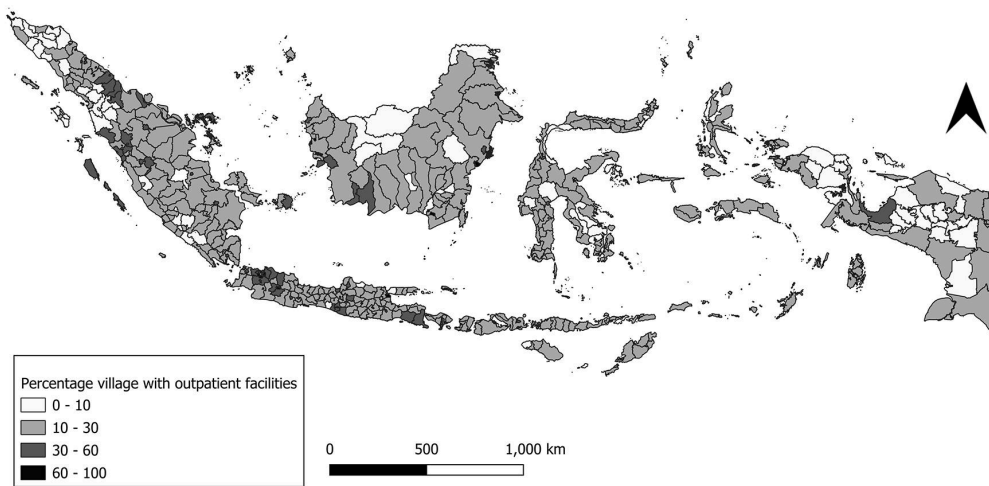 Percentage village with outpatient facilities
0 - 10
10 - 30
30 - 60
60 - 100
0 500 1,000 km